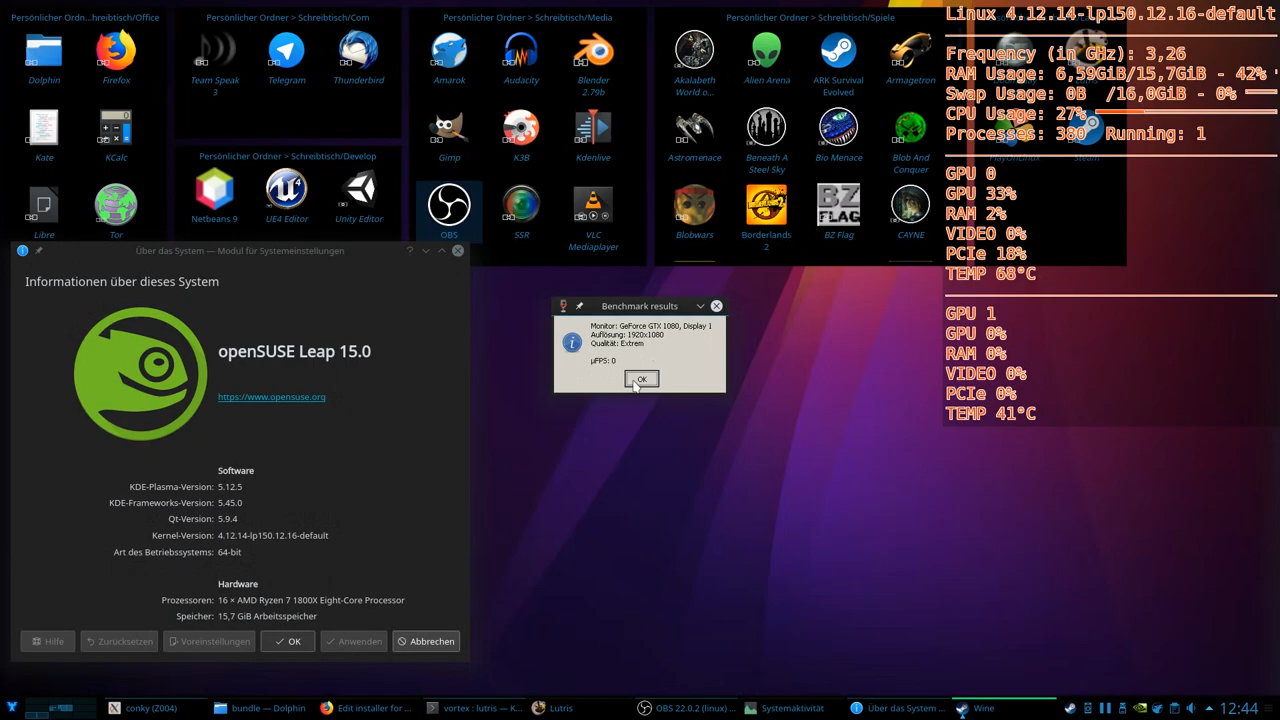 Persönlicher Ordn...hreibtisch/Office
Dolphin
Firefox
Kate
KCalc
Libre
Tor
Persönlicher Ordner > Schreibtisch/Com
Team Speak
3
Telegram
Thunderbird
Persönlicher Ordner > Schreibtisch/Develop
Netbeans 9
UE4 Editor
Unity Editor
Persönlicher Ordner > Schreibtisch/Media
Amarok
Audacity
Blender
2.79b
Gimp
K3B
Kdenlive
OBS
SSR
VLC
Mediaplayer
Persönlicher Ordner > Schreibtisch/Spiele
Akalabeth
World o...
Alien Arena
ARK Survival
Evolved
Armagetron
Astromenace
Beneath A
Steel Sky
Bio Menace
Blob And
Conquer
Blobwars
Borderlands
2
BZ
FLAG
BZ Flag
CAYNE
PlayOnLinux
Steam
Linux 4.12.14-lp150.12.16-default
Frequency (in GHz): 3,26
RAM Usage: 6,59GiB/15,7GiB - 42%
Swap Usage: 0B /16,0GiB - 0%
CPU Usage: 27%
Processes: 380 Running: 1
GPU 0
GPU 33%
RAM 2%
VIDEO 0%
PCIe 18%
TEMP 68°C
GPU 1
GPU 0%
RAM 0%
VIDEO 0%
PCIe 0%
TEMP 41°C
Über das System — Modul für Systemeinstellungen
Informationen über dieses System
openSUSE Leap 15.0
https://www.opensuse.org
Software
KDE-Plasma-Version: 5.12.5
KDE-Frameworks-Version: 5.45.0
Qt-Version: 5.9.4
Kernel-Version: 4.12.14-lp150.12.16-default
Art des Betriebssystems: 64-bit
Hardware
Prozessoren: 16 × AMD Ryzen 7 1800X Eight-Core Processor
Speicher: 15,7 GiB Arbeitsspeicher
Hilfe
Zurücksetzen
Voreinstellungen
OK
Anwenden
Abbrechen
Benchmark results
Monitor: GeForce GTX 1080, Display 1
Auflösung: 1920x1080
Qualität: Extrem
µFPS: 0
OK
conky (Z004)
bundle — Dolphin
Edit installer for ...
vortex : lutris — K...
Lutris
OBS 22.0.2 (linux) ...
Systemaktivität
Über das System ...
Wine
12:44